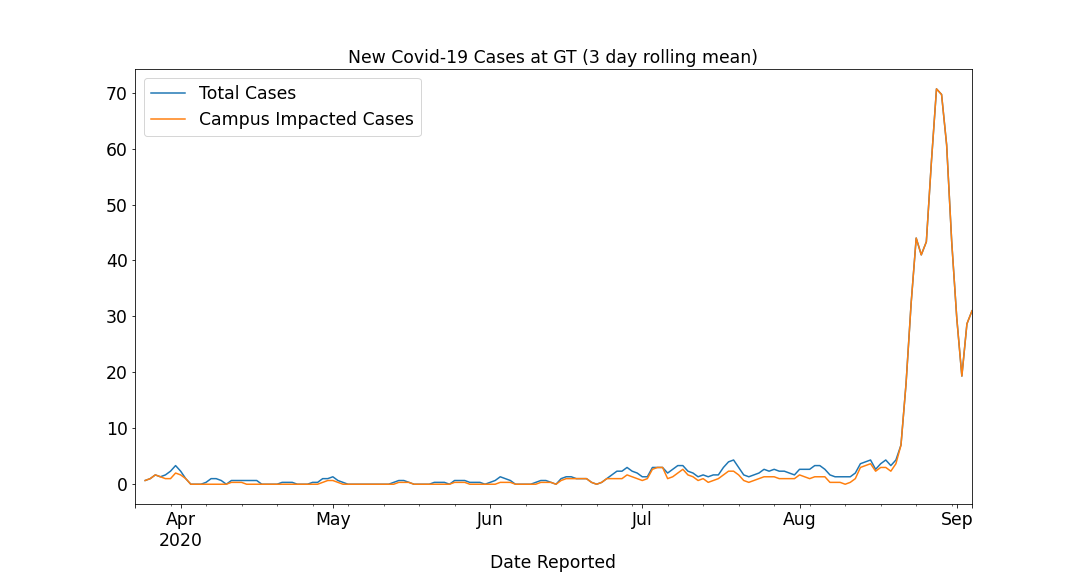 New Covid-19 Cases at GT (3 day rolling mean)
Total Cases
Campus Impacted Cases
70
60
50
40
30
20
10
0
Apr
2020
May
Jun
Jul
Aug
Sep
Date Reported